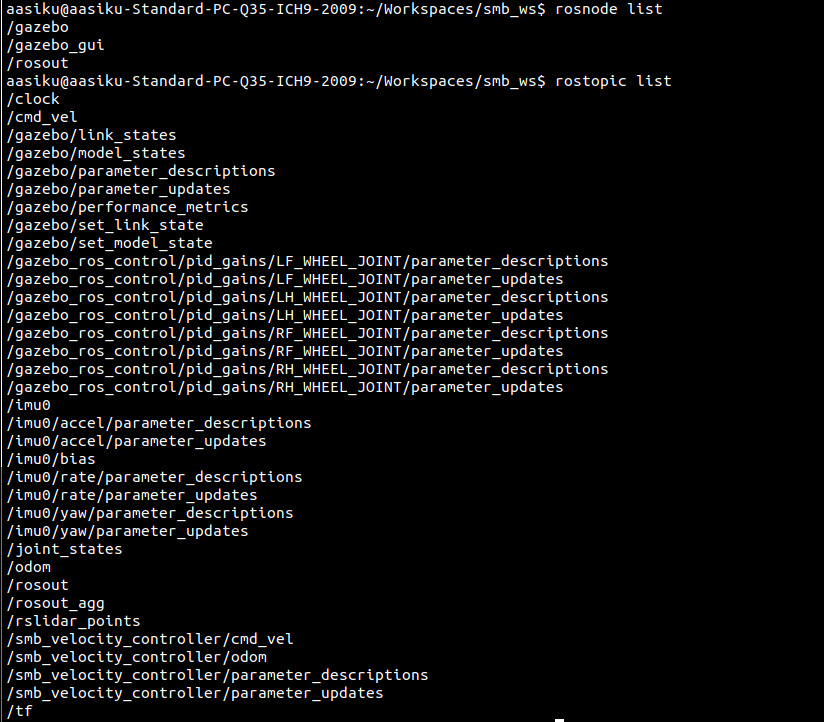 aasiku@aasiku-Standard-PC-Q35-ICH9-2009:~/Workspaces/smb_ws$ rosnode list
/gazebo
/gazebo_gui
/rosout
aasiku@aasiku-Standard-PC-Q35-ICH9-2009:~/Workspaces/smb_ws$ rostopic list
/clock
/cmd_vel
/gazebo/link_states
/gazebo/model_states
/gazebo/parameter_descriptions
/gazebo/parameter_updates
/gazebo/performance_metrics
/gazebo/set_link_state
/gazebo/set_model_state
/gazebo_ros_control/pid_gains/LF_WHEEL_JOINT/parameter_descriptions
/gazebo_ros_control/pid_gains/LF_WHEEL_JOINT/parameter_updates
/gazebo_ros_control/pid_gains/LH_WHEEL_JOINT/parameter_descriptions
/gazebo_ros_control/pid_gains/LH_WHEEL_JOINT/parameter_updates
/gazebo_ros_control/pid_gains/RF_WHEEL_JOINT/parameter_descriptions
/gazebo_ros_control/pid_gains/RF_WHEEL_JOINT/parameter_updates
/gazebo_ros_control/pid_gains/RH_WHEEL_JOINT/parameter_descriptions
/gazebo_ros_control/pid_gains/RH_WHEEL_JOINT/parameter_updates
/imu0
/imu0/accel/parameter_descriptions
/imu0/accel/parameter_updates
/imu0/bias
/imu0/rate/parameter_descriptions
/imu0/rate/parameter_updates
/imu0/yaw/parameter_descriptions
/imu0/yaw/parameter_updates
/joint_states
/odom
/rosout
/rosout_agg
/rslidar_points
/smb_velocity_controller/cmd_vel
/smb_velocity_controller/odom
/smb_velocity_controller/parameter_descriptions
/smb_velocity_controller/parameter_updates
/tf